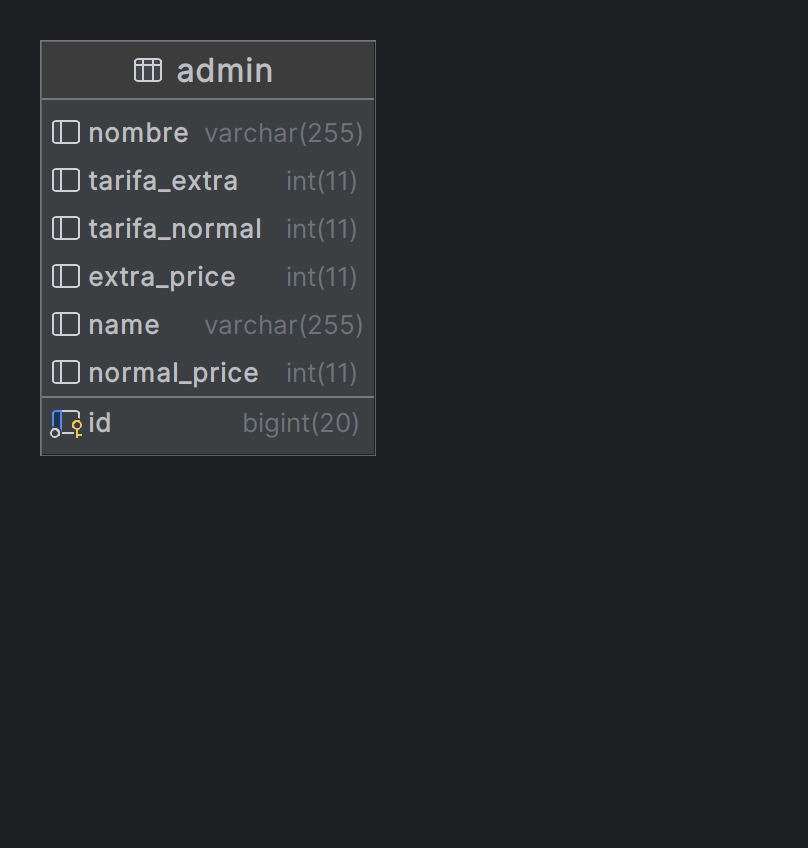 admin
nombre varchar(255)
tarifa_extra int(11)
tarifa_normal int(11)
extra_price int(11)
name varchar(255)
normal_price int(11)
id bigint(20)